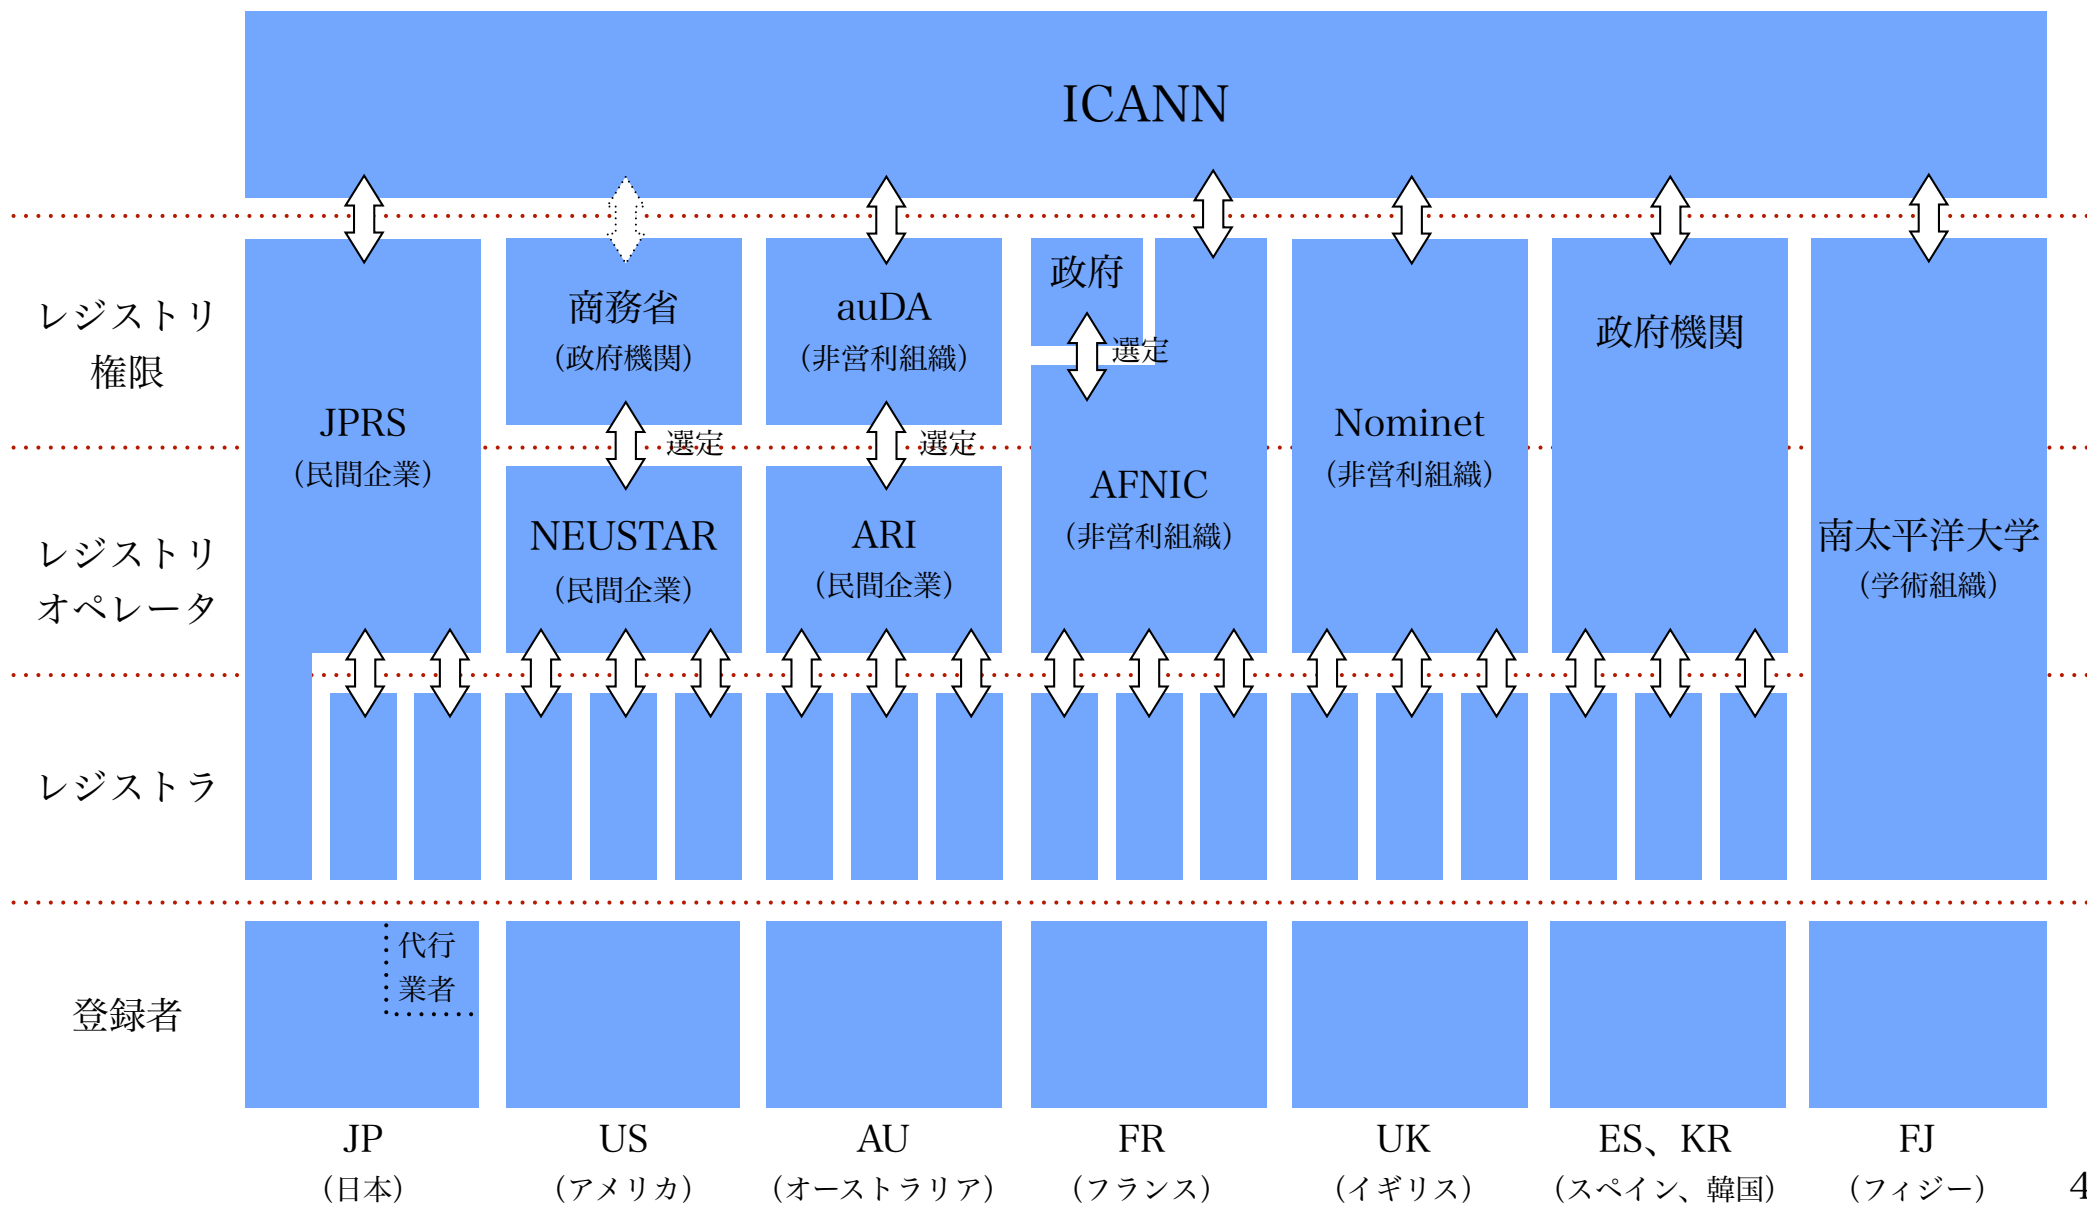 ICANN
レジストリ
権限
JPRS
（民間企業）
商務省
（政府機関）
選定
auDA
（非営利組織）
選定
政府
選定
AFNIC
（非営利組織）
Nominet
（非営利組織）
政府機関
南太平洋大学
（学術組織）
レジストリ
オペレータ
NEUSTAR
（民間企業）
ARI
（民間企業）
レジストラ
登録者
代行
業者
JP
（日本）
US
（アメリカ）
AU
（オーストラリア）
FR
（フランス）
UK
（イギリス）
ES、KR
（スペイン、韓国）
FJ
（フィジー）
4